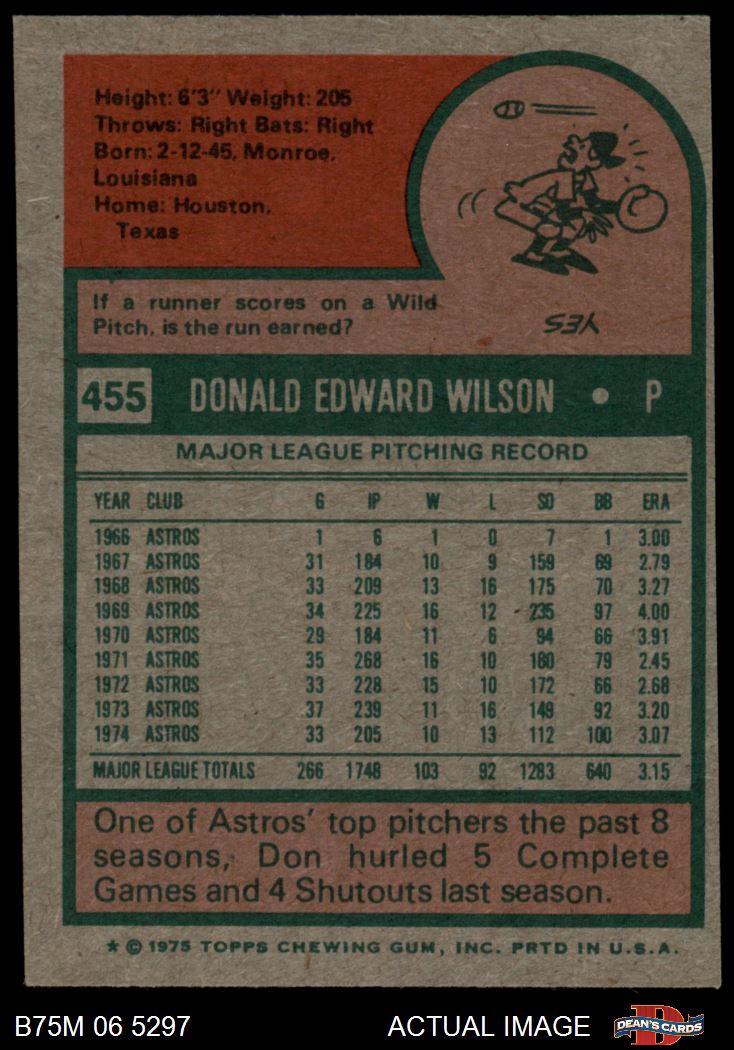 Height: 6'3" Weight: 205
Throws: Right Bats: Right
Born: 2-12-45, Monroe,
Louisiana
Home: Houston,
Texas
If a runner scores on a Wild
Pitch, is the run earned?
YES
455 DONALD EDWARD WILSON • P
MAJOR LEAGUE PITCHING RECORD
YEAR CLUB G IP W L SO BB ERA
1966 ASTROS 1 6 1 0 7 1 3.00
1967 ASTROS 31 184 10 9 159 69 2.79
1968 ASTROS 33 209 13 16 175 70 3.27
1969 ASTROS 34 225 16 12 235 97 4.00
1970 ASTROS 29 184 11 6 94 66 3.91
1971 ASTROS 35 268 16 10 180 79 2.45
1972 ASTROS 33 228 15 10 172 66 2.68
1973 ASTROS 37 239 11 16 149 92 3.20
1974 ASTROS 33 205 10 13 112 100 3.07
MAJOR LEAGUE TOTALS 266 1748 103 92 1283 640 3.15
One of Astros' top pitchers the past 8
seasons, Don hurled 5 Complete
Games and 4 Shutouts last season.
* © 1975 TOPPS CHEWING GUM, INC. PRTD IN U.S.A.
B75M 06 5297 ACTUAL IMAGE
D
DEAN'S CARDS